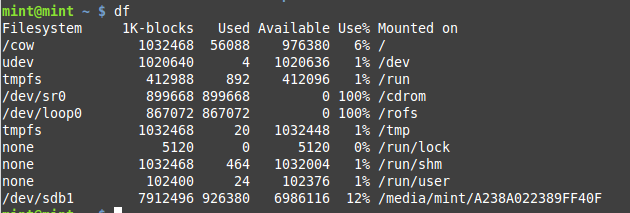 mint@mint ~ $ df
Filesystem 1K-blocks Used Available Use% Mounted on
/cow 1032468 56088 976380 6% /
udev 1020640 4 1020636 1% /dev
tmpfs 412988 892 412096 1% /run
/dev/sr0 899668 899668 0 100% /cdrom
/dev/loop0 867072 867072 0 100% /rofs
tmpfs 1032468 20 1032448 1% /tmp
none 5120 0 5120 0% /run/lock
none 1032468 464 1032004 1% /run/shm
none 102400 24 102376 1% /run/user
/dev/sdb1 7912496 926380 6986116 12% /media/mint/A238A022389FF40F
mint@mint ~ $